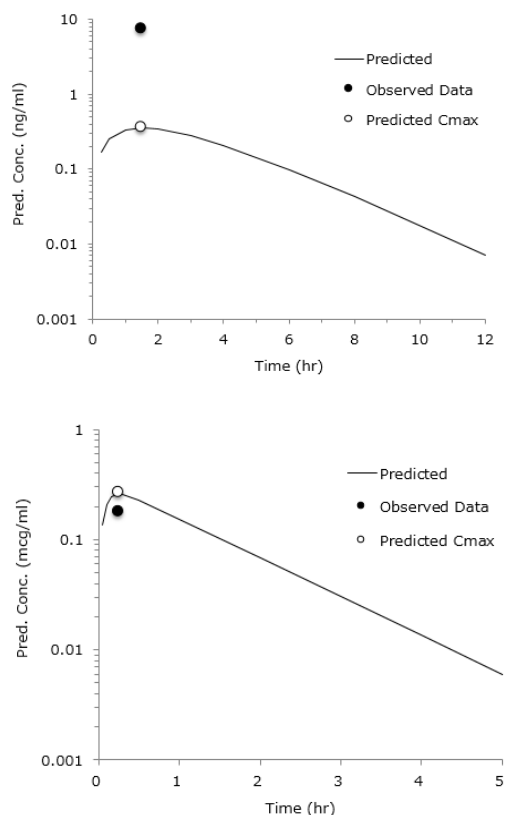 10
Predicted
Observed Data
1
Predicted Cmax
Pred. Conc. (ng/ml)
0.1
0.01
0.001
0 2 4 6 8 10 12
Time (hr)
1
Predicted
Observed Data
Predicted Cmax
Pred. Conc. (mcg/ml)
0.1
0.01
0.001
0 1 2 3 4 5
Time (hr)